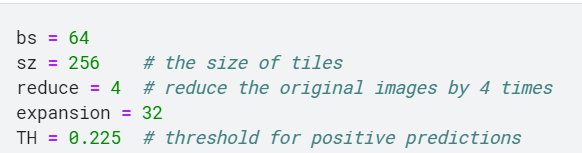 bs = 64
sz = 256    # the size of tiles
reduce = 4  # reduce the original images by 4 times
expansion = 32
TH = 0.225  # threshold for positive predictions